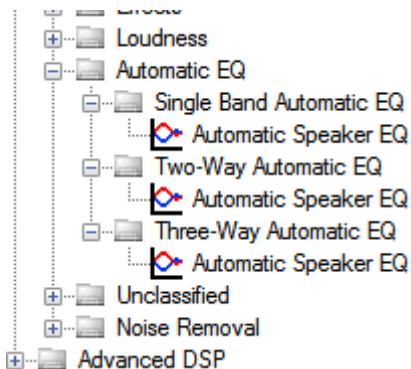 Effects
Loudness
Automatic EQ
Single Band Automatic EQ
Automatic Speaker EQ
Two-Way Automatic EQ
Automatic Speaker EQ
Three-Way Automatic EQ
Automatic Speaker EQ
Unclassified
Noise Removal
Advanced DSP